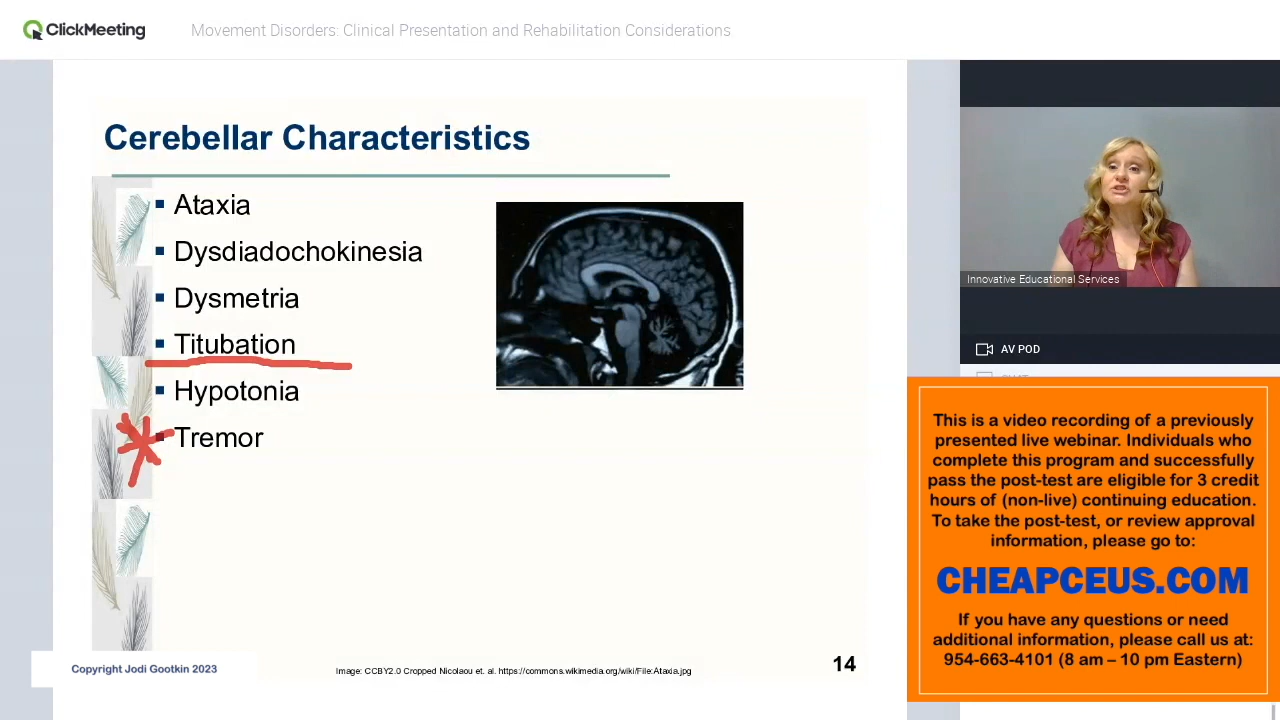 ClickMeeting
Movement Disorders: Clinical Presentation and Rehabilitation Considerations
Cerebellar Characteristics
Ataxia
Dysdiadochokinesia
Dysmetria
Titubation
Hypotonia
Tremor
Copyright Jodi Gootkin 2023
Image: CCBY2.0 Cropped Nicolaou et. al. https://commons.wikimedia.org/wiki/File:Ataxia.jpg
14
Innovative Educational Services
AV POD
This is a video recording of a previously
presented live webinar. Individuals who
complete this program and successfully
pass the post-test are eligible for 3 credit
hours of (non-live) continuing education.
To take the post-test, or review approval
information, please go to:
CHEAPCEUS.COM
If you have any questions or need
additional information, please call us at:
954-663-4101 (8 am – 10 pm Eastern)